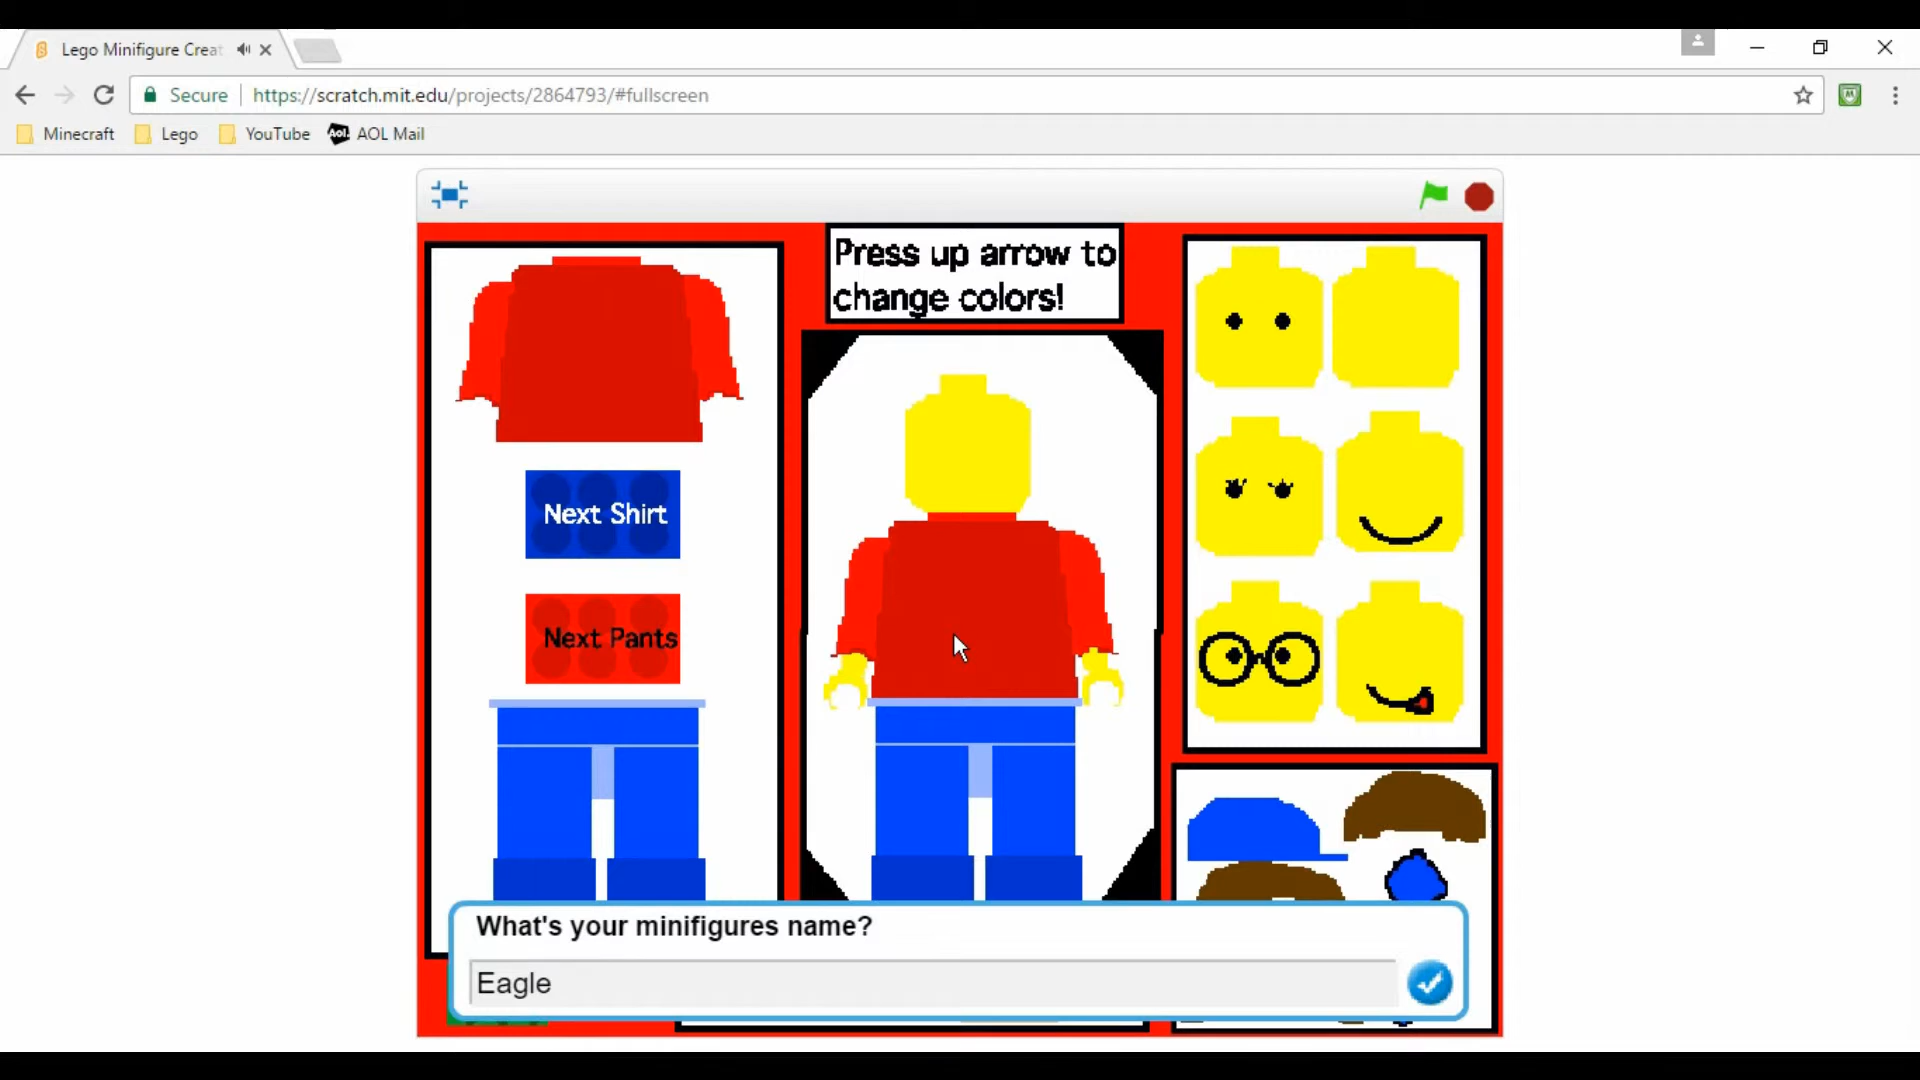 Lego Minifigure Creat
Secure https://scratch.mit.edu/projects/2864793/#fullscreen
Minecraft Lego YouTube Aol. AOL Mail
Press up arrow to
change colors!
Next Shirt
Next Pants
What's your minifigures name?
Eagle